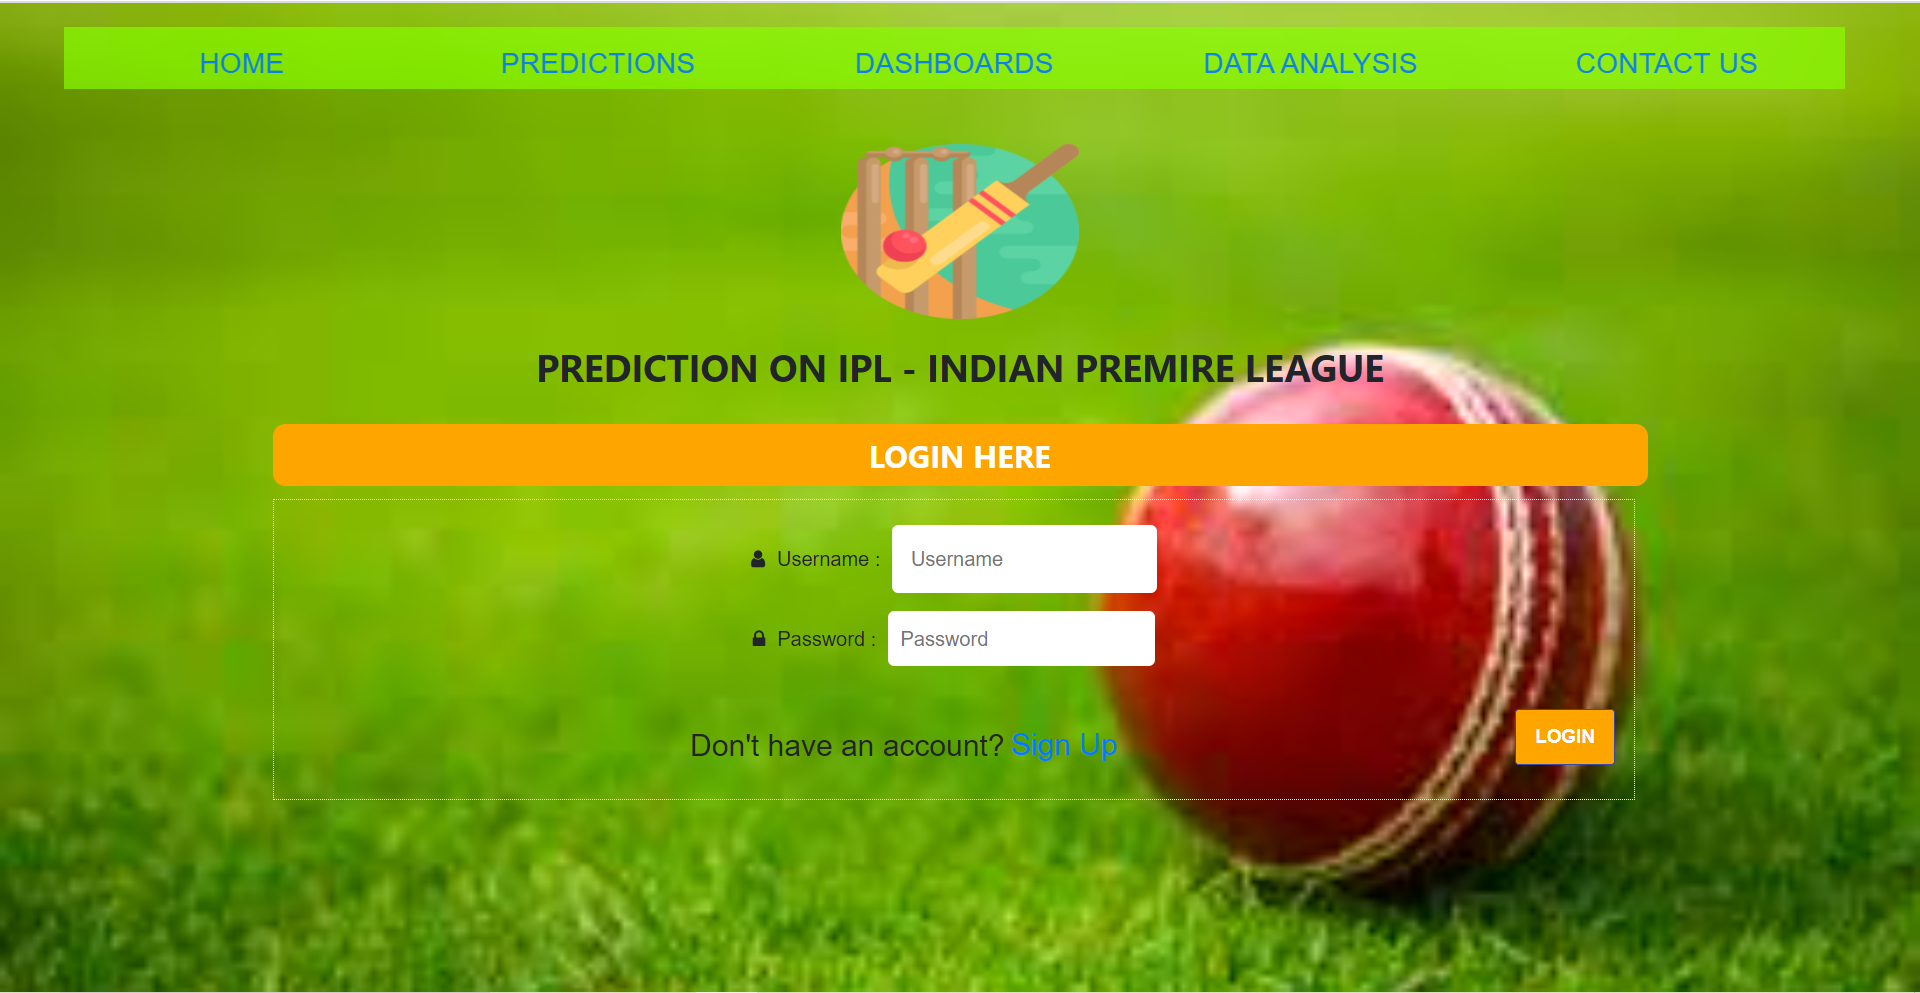 HOME PREDICTIONS DASHBOARDS DATA ANALYSIS CONTACT US
PREDICTION ON IPL - INDIAN PREMIRE LEAGUE
LOGIN HERE
Username : Username
Password : Password
Don't have an account? Sign Up
LOGIN